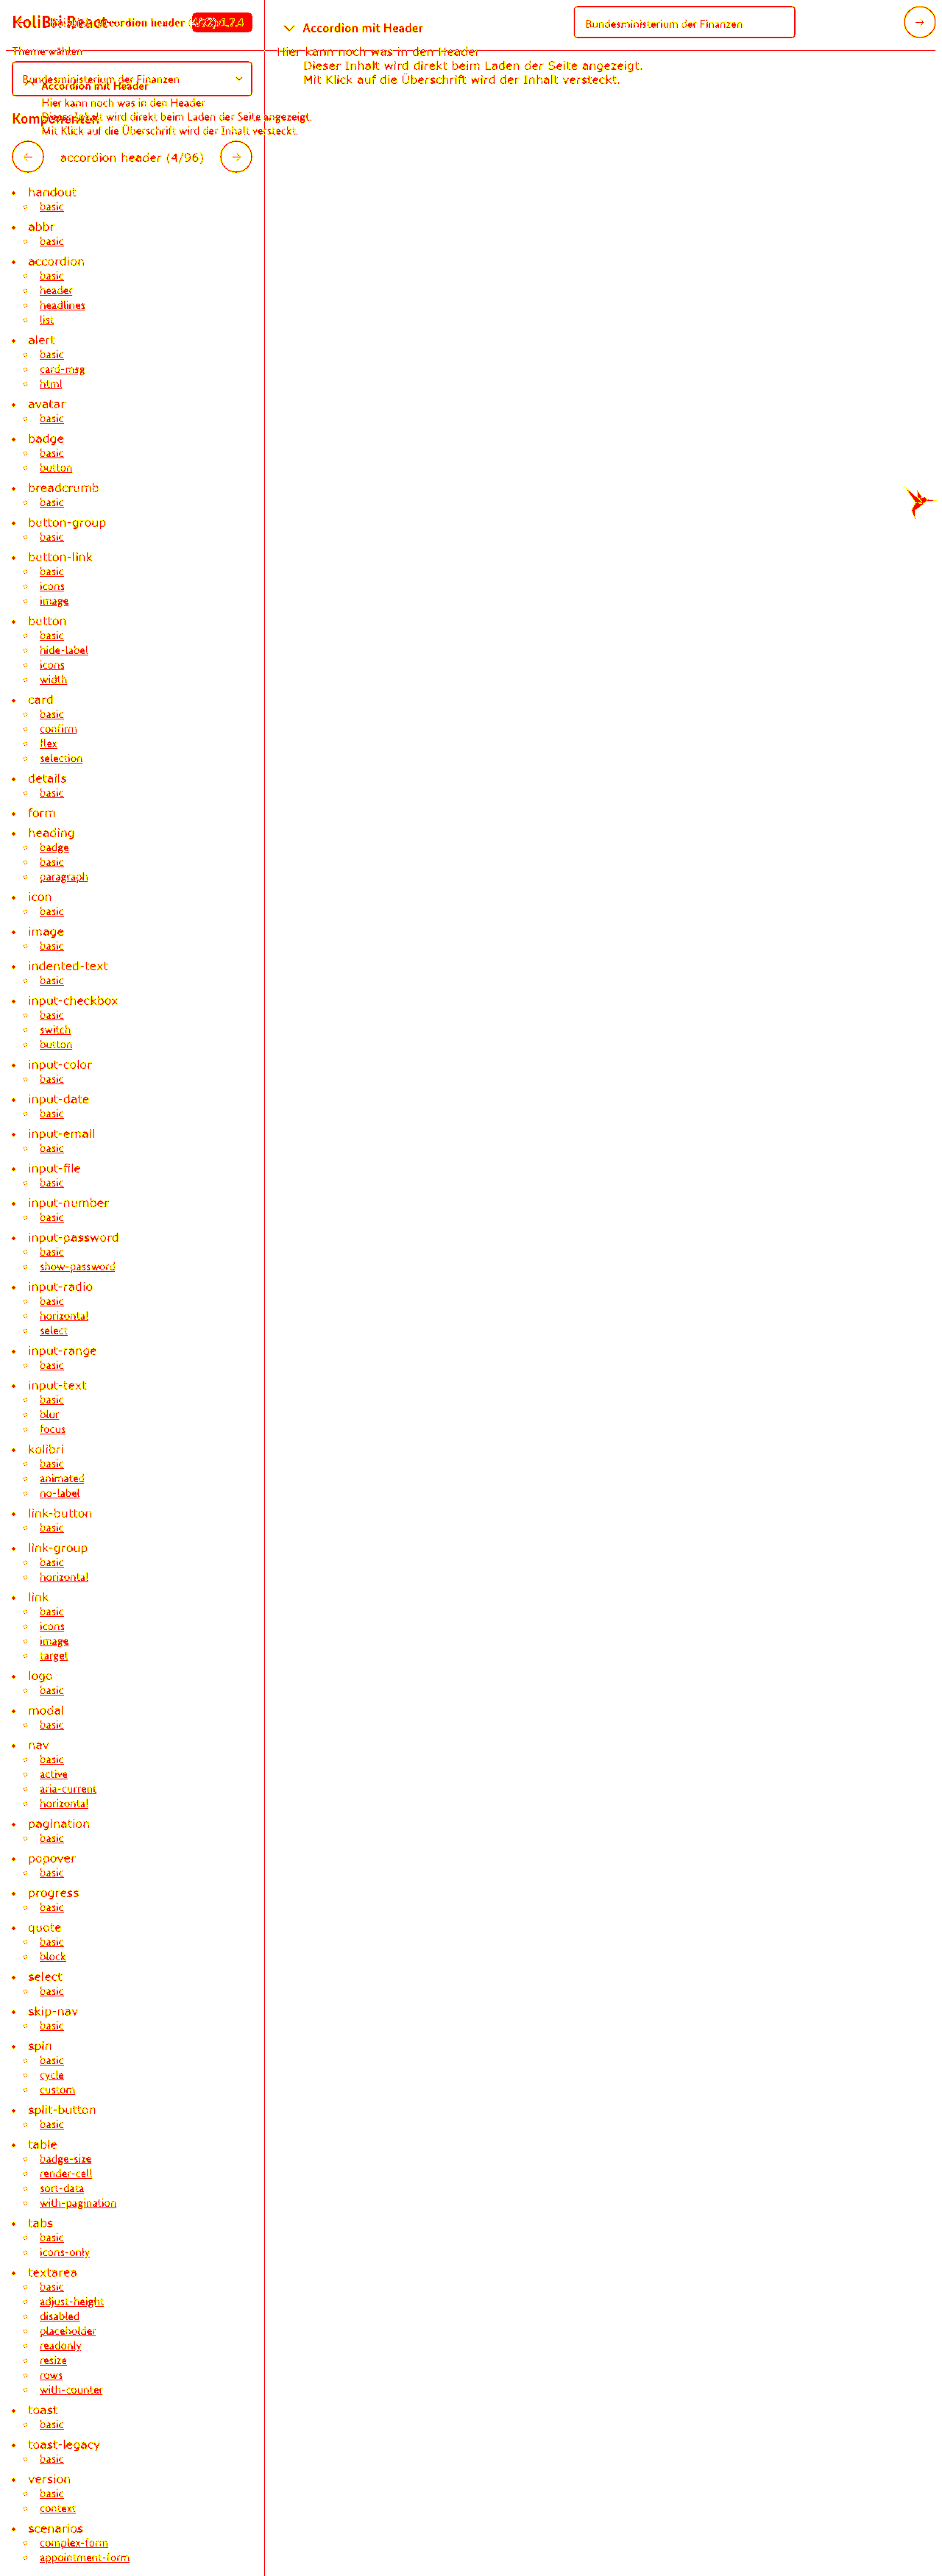 KoliBri React-
accordion header
1.7.4
Accordion mit Header
Bundesministerium der Finanzen
Hier kann noch was in den Header
Dieser Inhalt wird direkt beim Laden der Seite angezeigt.
Mit Klick auf die Überschrift wird der Inhalt versteckt.
Theme wählen
Bundesministerium der Finanzen
Accordion mit Header
Hier kann noch was in den Header
Dieser Inhalt wird direkt beim Laden der Seite angezeigt.
Komponenten
Mit Klick auf die Überschrift wird der Inhalt versteckt.
accordion header (4/96)
handout
basic
abbr
basic
accordion
basic
header
headlines
list
alert
basic
card-msg
html
avatar
basic
badge
basic
button
breadcrumb
basic
button-group
basic
button-link
basic
icons
image
button
basic
hide-label
icons
width
card
basic
confirm
flex
selection
details
basic
form
heading
badge
basic
paragraph
icon
basic
image
basic
indented-text
basic
input-checkbox
basic
switch
button
input-color
basic
input-date
basic
input-email
basic
input-file
basic
input-number
basic
input-password
basic
show-password
input-radio
basic
horizontal
select
input-range
basic
input-text
basic
blur
focus
kolibri
basic
animated
no-label
link-button
basic
link-group
basic
horizontal
link
basic
icons
image
target
logo
basic
modal
basic
nav
basic
active
aria-current
horizontal
pagination
basic
popover
basic
progress
basic
quote
basic
block
select
basic
skip-nav
basic
spin
basic
cycle
custom
split-button
basic
table
badge-size
render-cell
sort-data
with-pagination
tabs
basic
icons-only
textarea
basic
adjust-height
disabled
placeholder
readonly
resize
rows
with-counter
toast
basic
toast-legacy
basic
version
basic
context
scenarios
complex-form
appointment-form